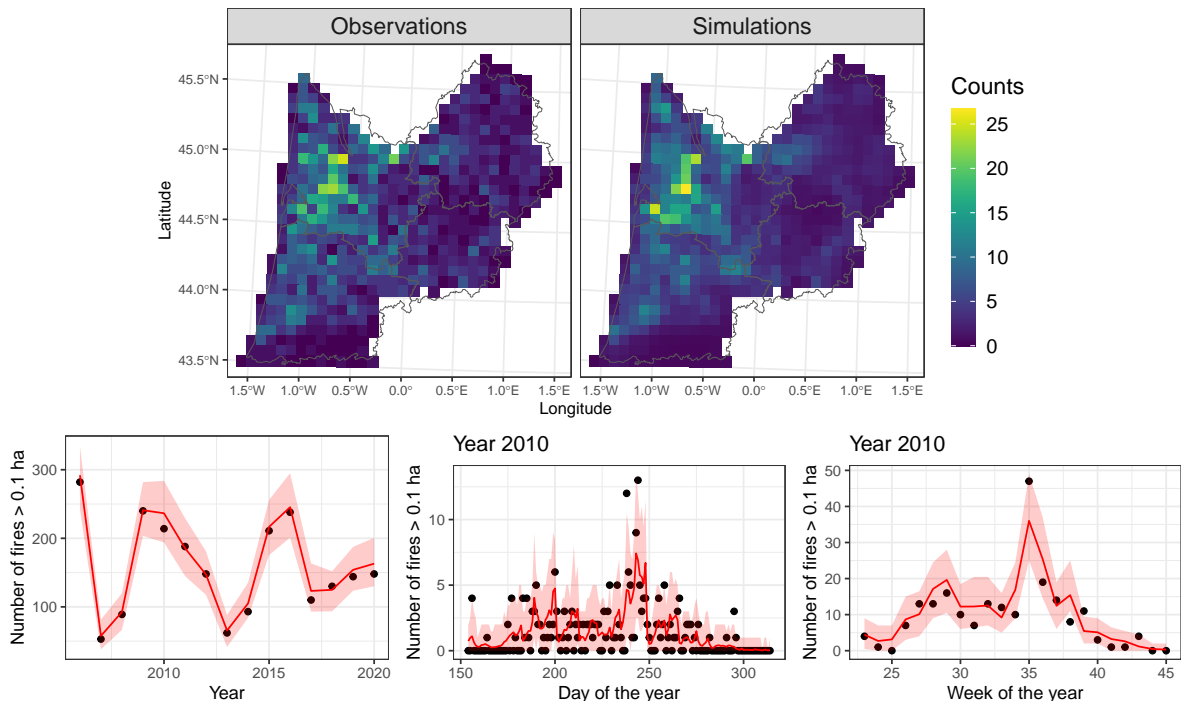 Observations
Simulations
45.5°N
45.0°N
44.5°N
44.0°N
43.5°N
Latitude
1.5°W
1.0°W
0.5°W
0.0°
0.5°E
1.0°E
1.5°E
1.5°W
1.0°W
0.5°W
0.0°
0.5°E
1.0°E
1.5°E
Longitude
Counts
25
20
15
10
5
0
Number of fires > 0.1 ha
300
200
100
2010
2015
2020
Year
Year 2010
Number of fires > 0.1 ha
10
5
0
150
200
250
300
Day of the year
Year 2010
Number of fires > 0.1 ha
50
40
30
20
10
0
25
30
35
40
45
Week of the year